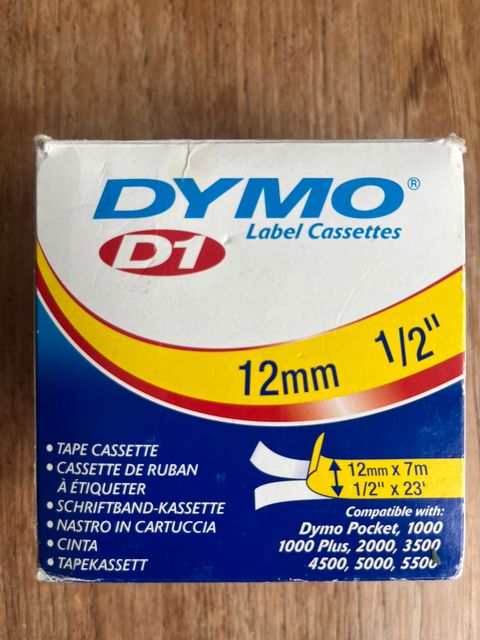 DYMO®
Label Cassettes
D1
12mm 1/2"
• TAPE CASSETTE
• CASSETTE DE RUBAN
À ÉTIQUETER
• SCHRIFTBAND-KASSETTE
• NASTRO IN CARTUCCIA
• CINTA
• TAPEKASSETT
12mm x 7m
1/2" x 23'
Compatible with:
Dymo Pocket, 1000
1000 Plus, 2000, 3500
4500, 5000, 5500